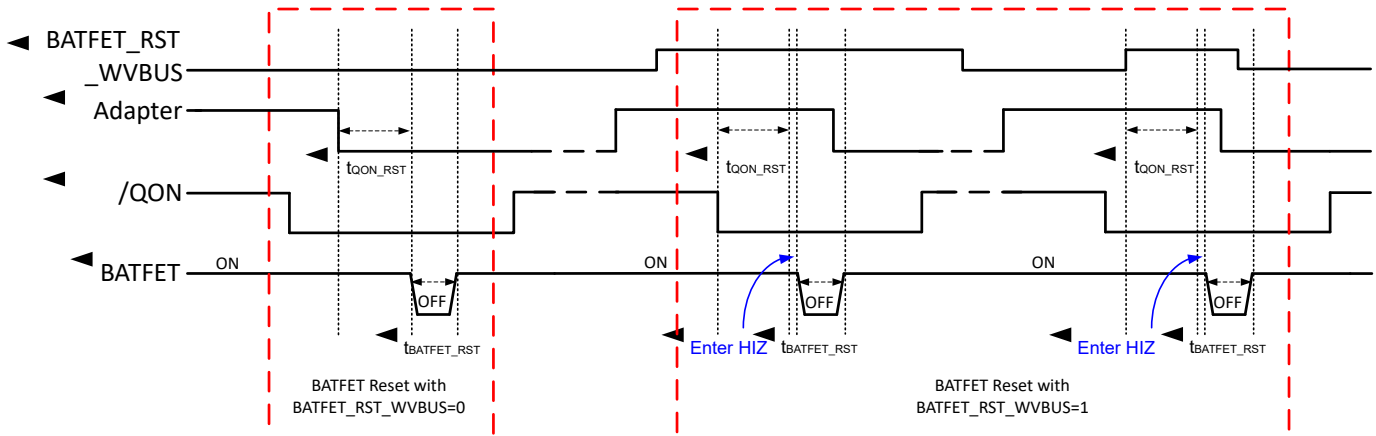 BATFET_RST
_WVBUS
Adapter
tQON_RST tQON_RST tQON_RST
/QON
BATFET ON ON ON
OFF OFF OFF
tBATFET_RST Enter HIZ tBATFET_RST Enter HIZ tBATFET_RST
BATFET Reset with
BATFET_RST_WVBUS=0
BATFET Reset with
BATFET_RST_WVBUS=1